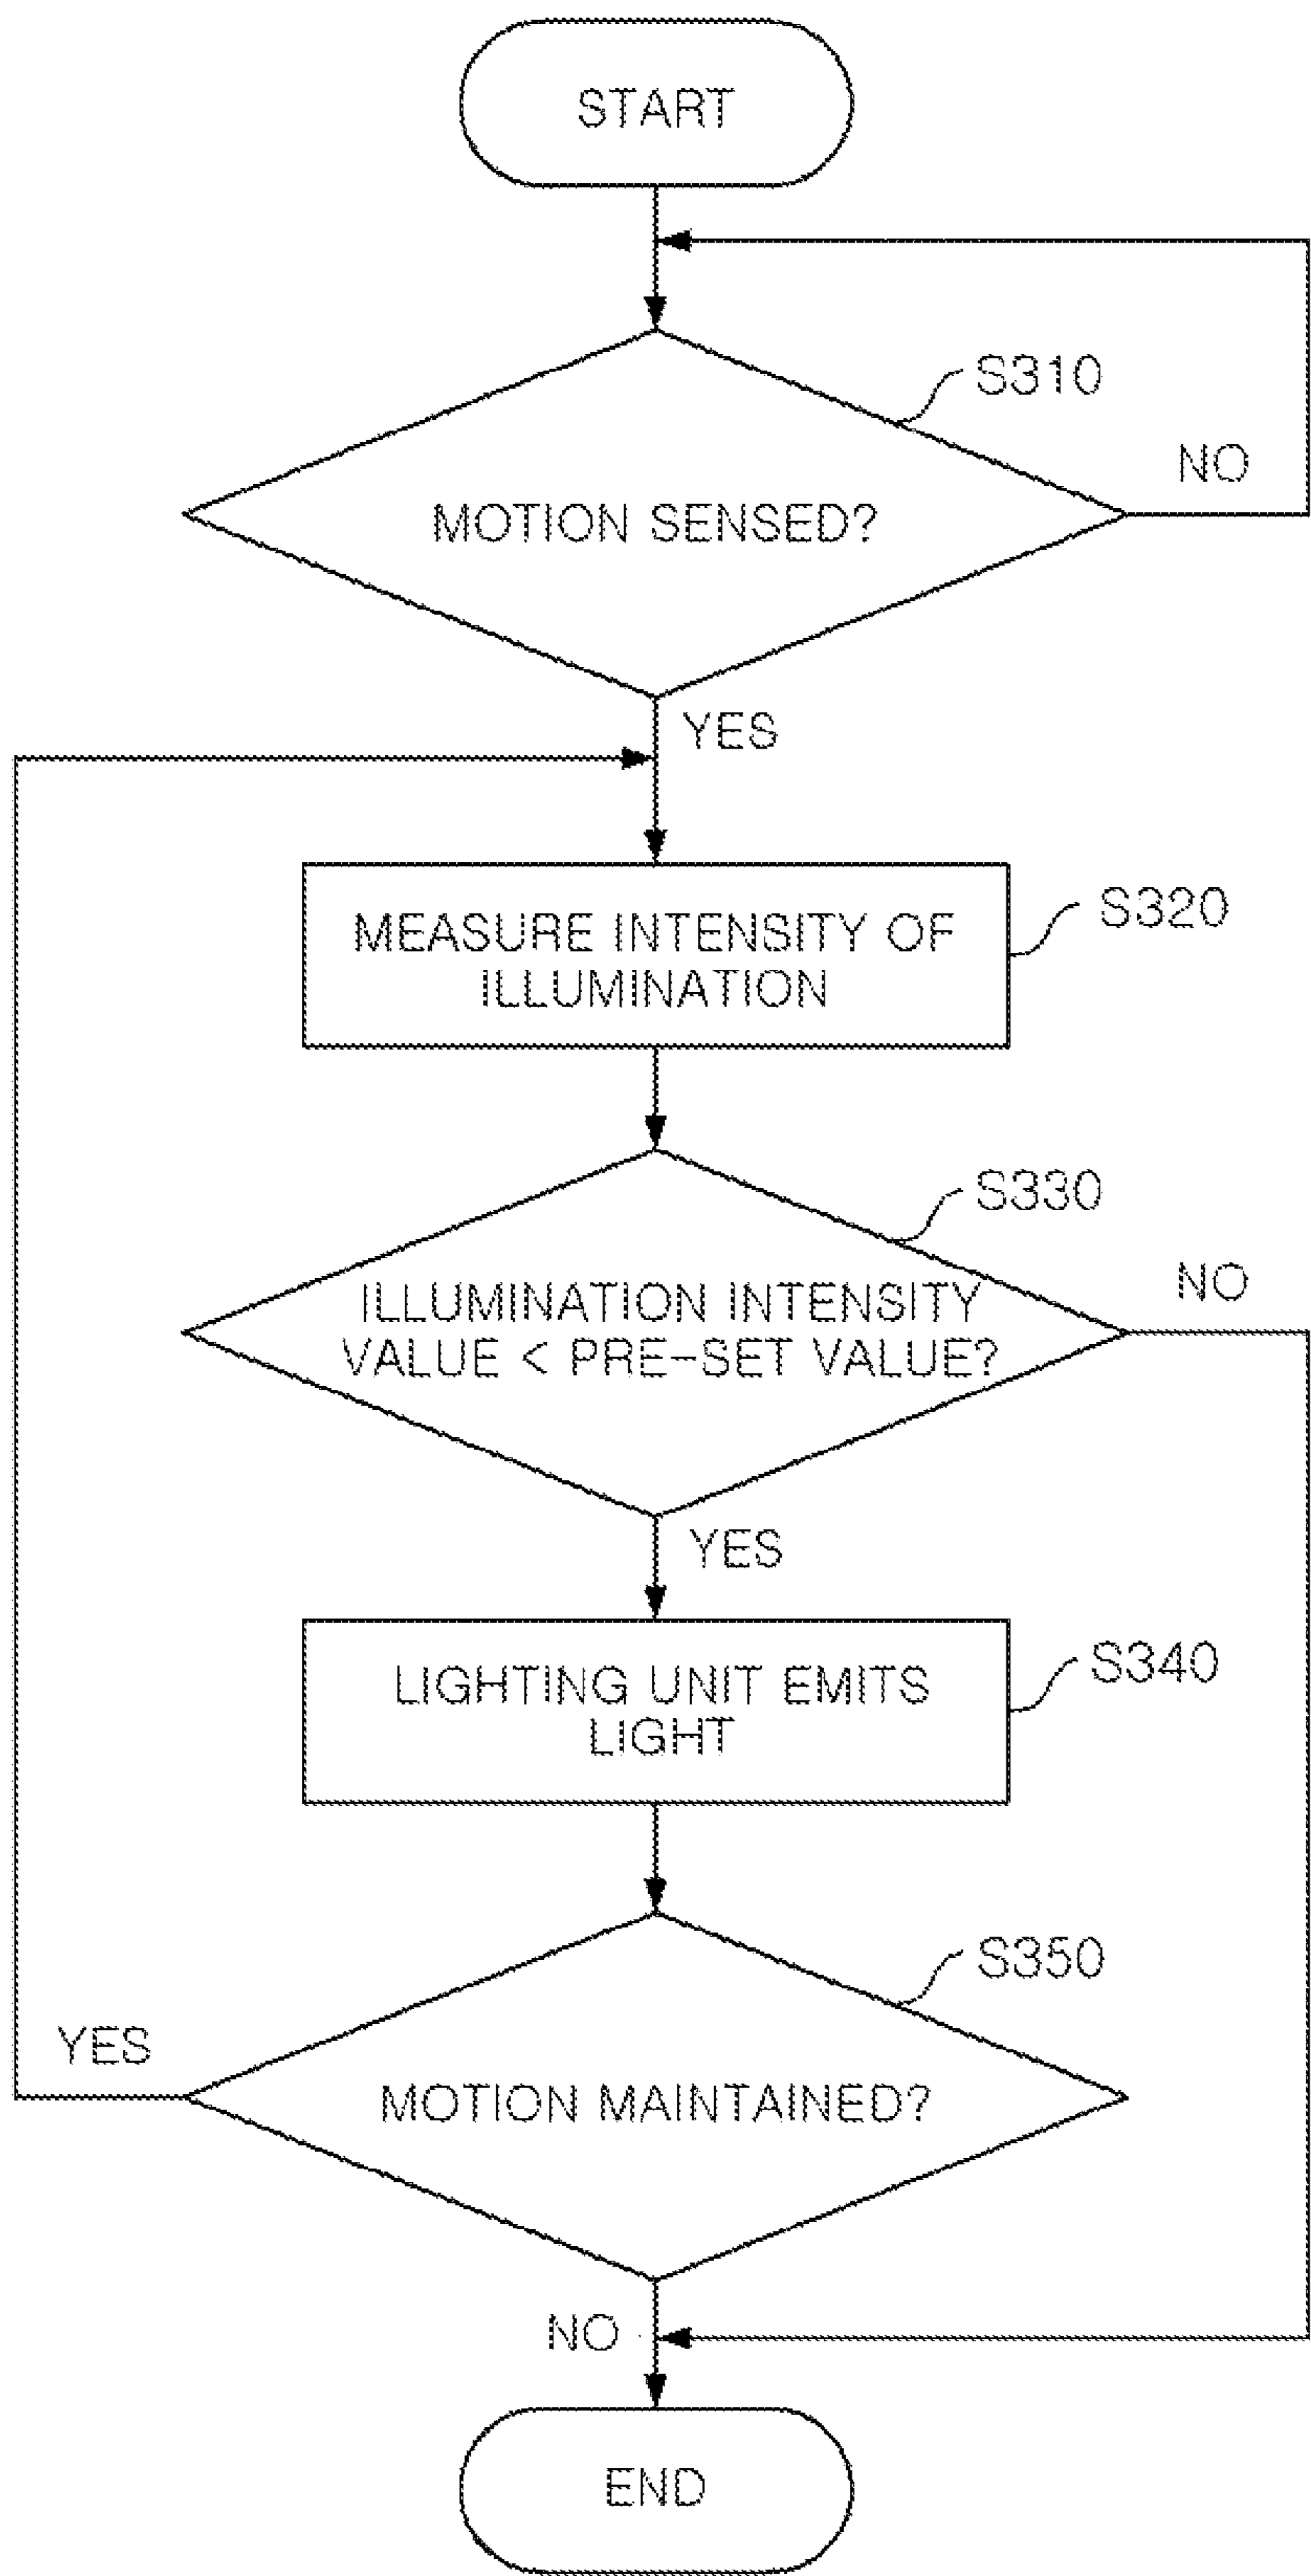 START
S310
NO
MOTION SENSED?
YES
MEASURE INTENSITY OF
ILLUMINATION
S320
S330
NO
ILLUMINATION INTENSITY
VALUE < PRE-SET VALUE?
YES
LIGHTING UNIT EMITS
LIGHT
S340
S350
YES
MOTION MAINTAINED?
NO
END